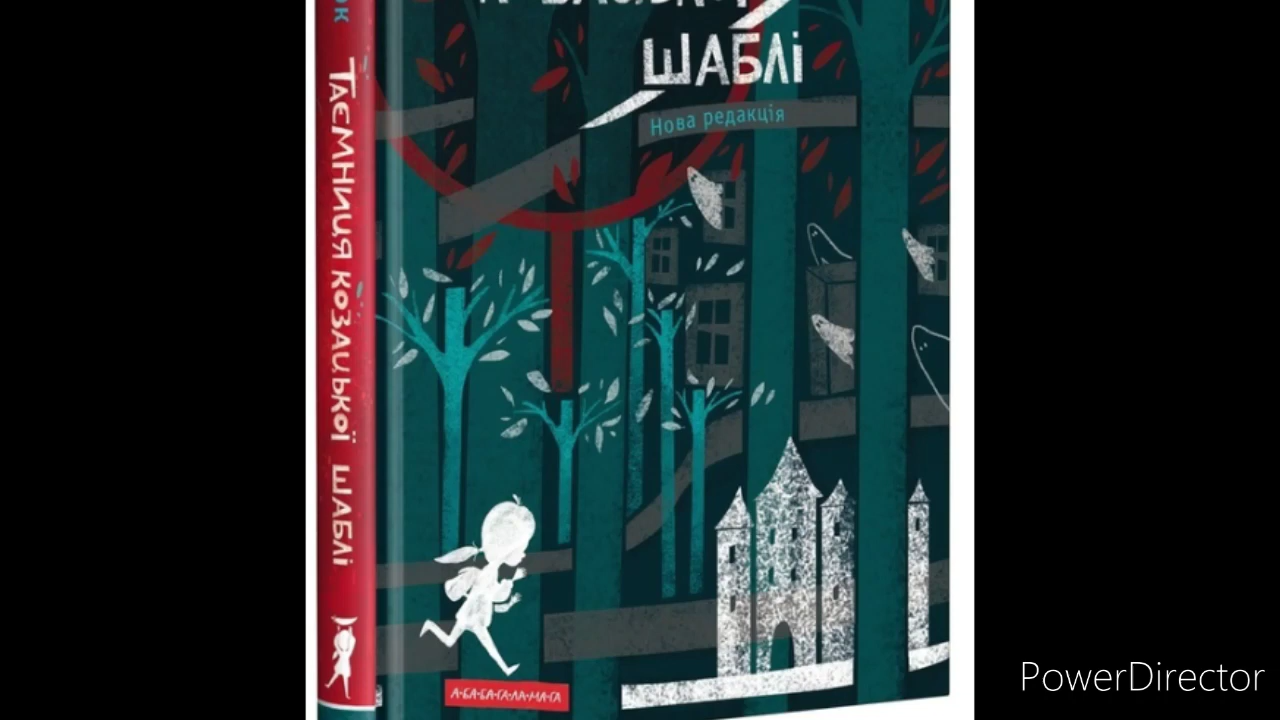 ТАЄМНИЦЯ КОЗАЦЬКОЇ ШАБЛІ
ШАБЛІ
Нова редакція
А-БА-БА-ГА-ЛА-МА-ГА
PowerDirector